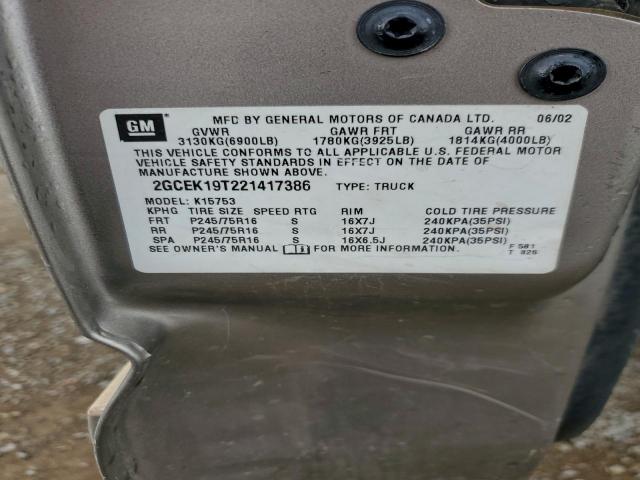 GM MFD BY GENERAL MOTORS OF CANADA LTD. 06/02
GVWR GAWR FRT GAWR RR
3130KG(6900LB) 1780KG(3925LB) 1814KG(4000LB)
THIS VEHICLE CONFORMS TO ALL APPLICABLE U.S. FEDERAL MOTOR
VEHICLE SAFETY STANDARDS IN EFFECT ON THE DATE OF
MANUFACTURE SHOWN ABOVE.
2GCEK19T221417386 TYPE: TRUCK
MODEL: K15753
KPHG TIRE SIZE SPEED RTG RIM COLD TIRE PRESSURE
FRT P245/75R16 S 16X7J 240KPA(35PSI)
RR P245/75R16 S 16X7J 240KPA(35PSI)
SPA P245/75R16 S 16X6.5J 240KPA(35PSI)
SEE OWNER'S MANUAL FOR MORE INFORMATION. F 581
T 826